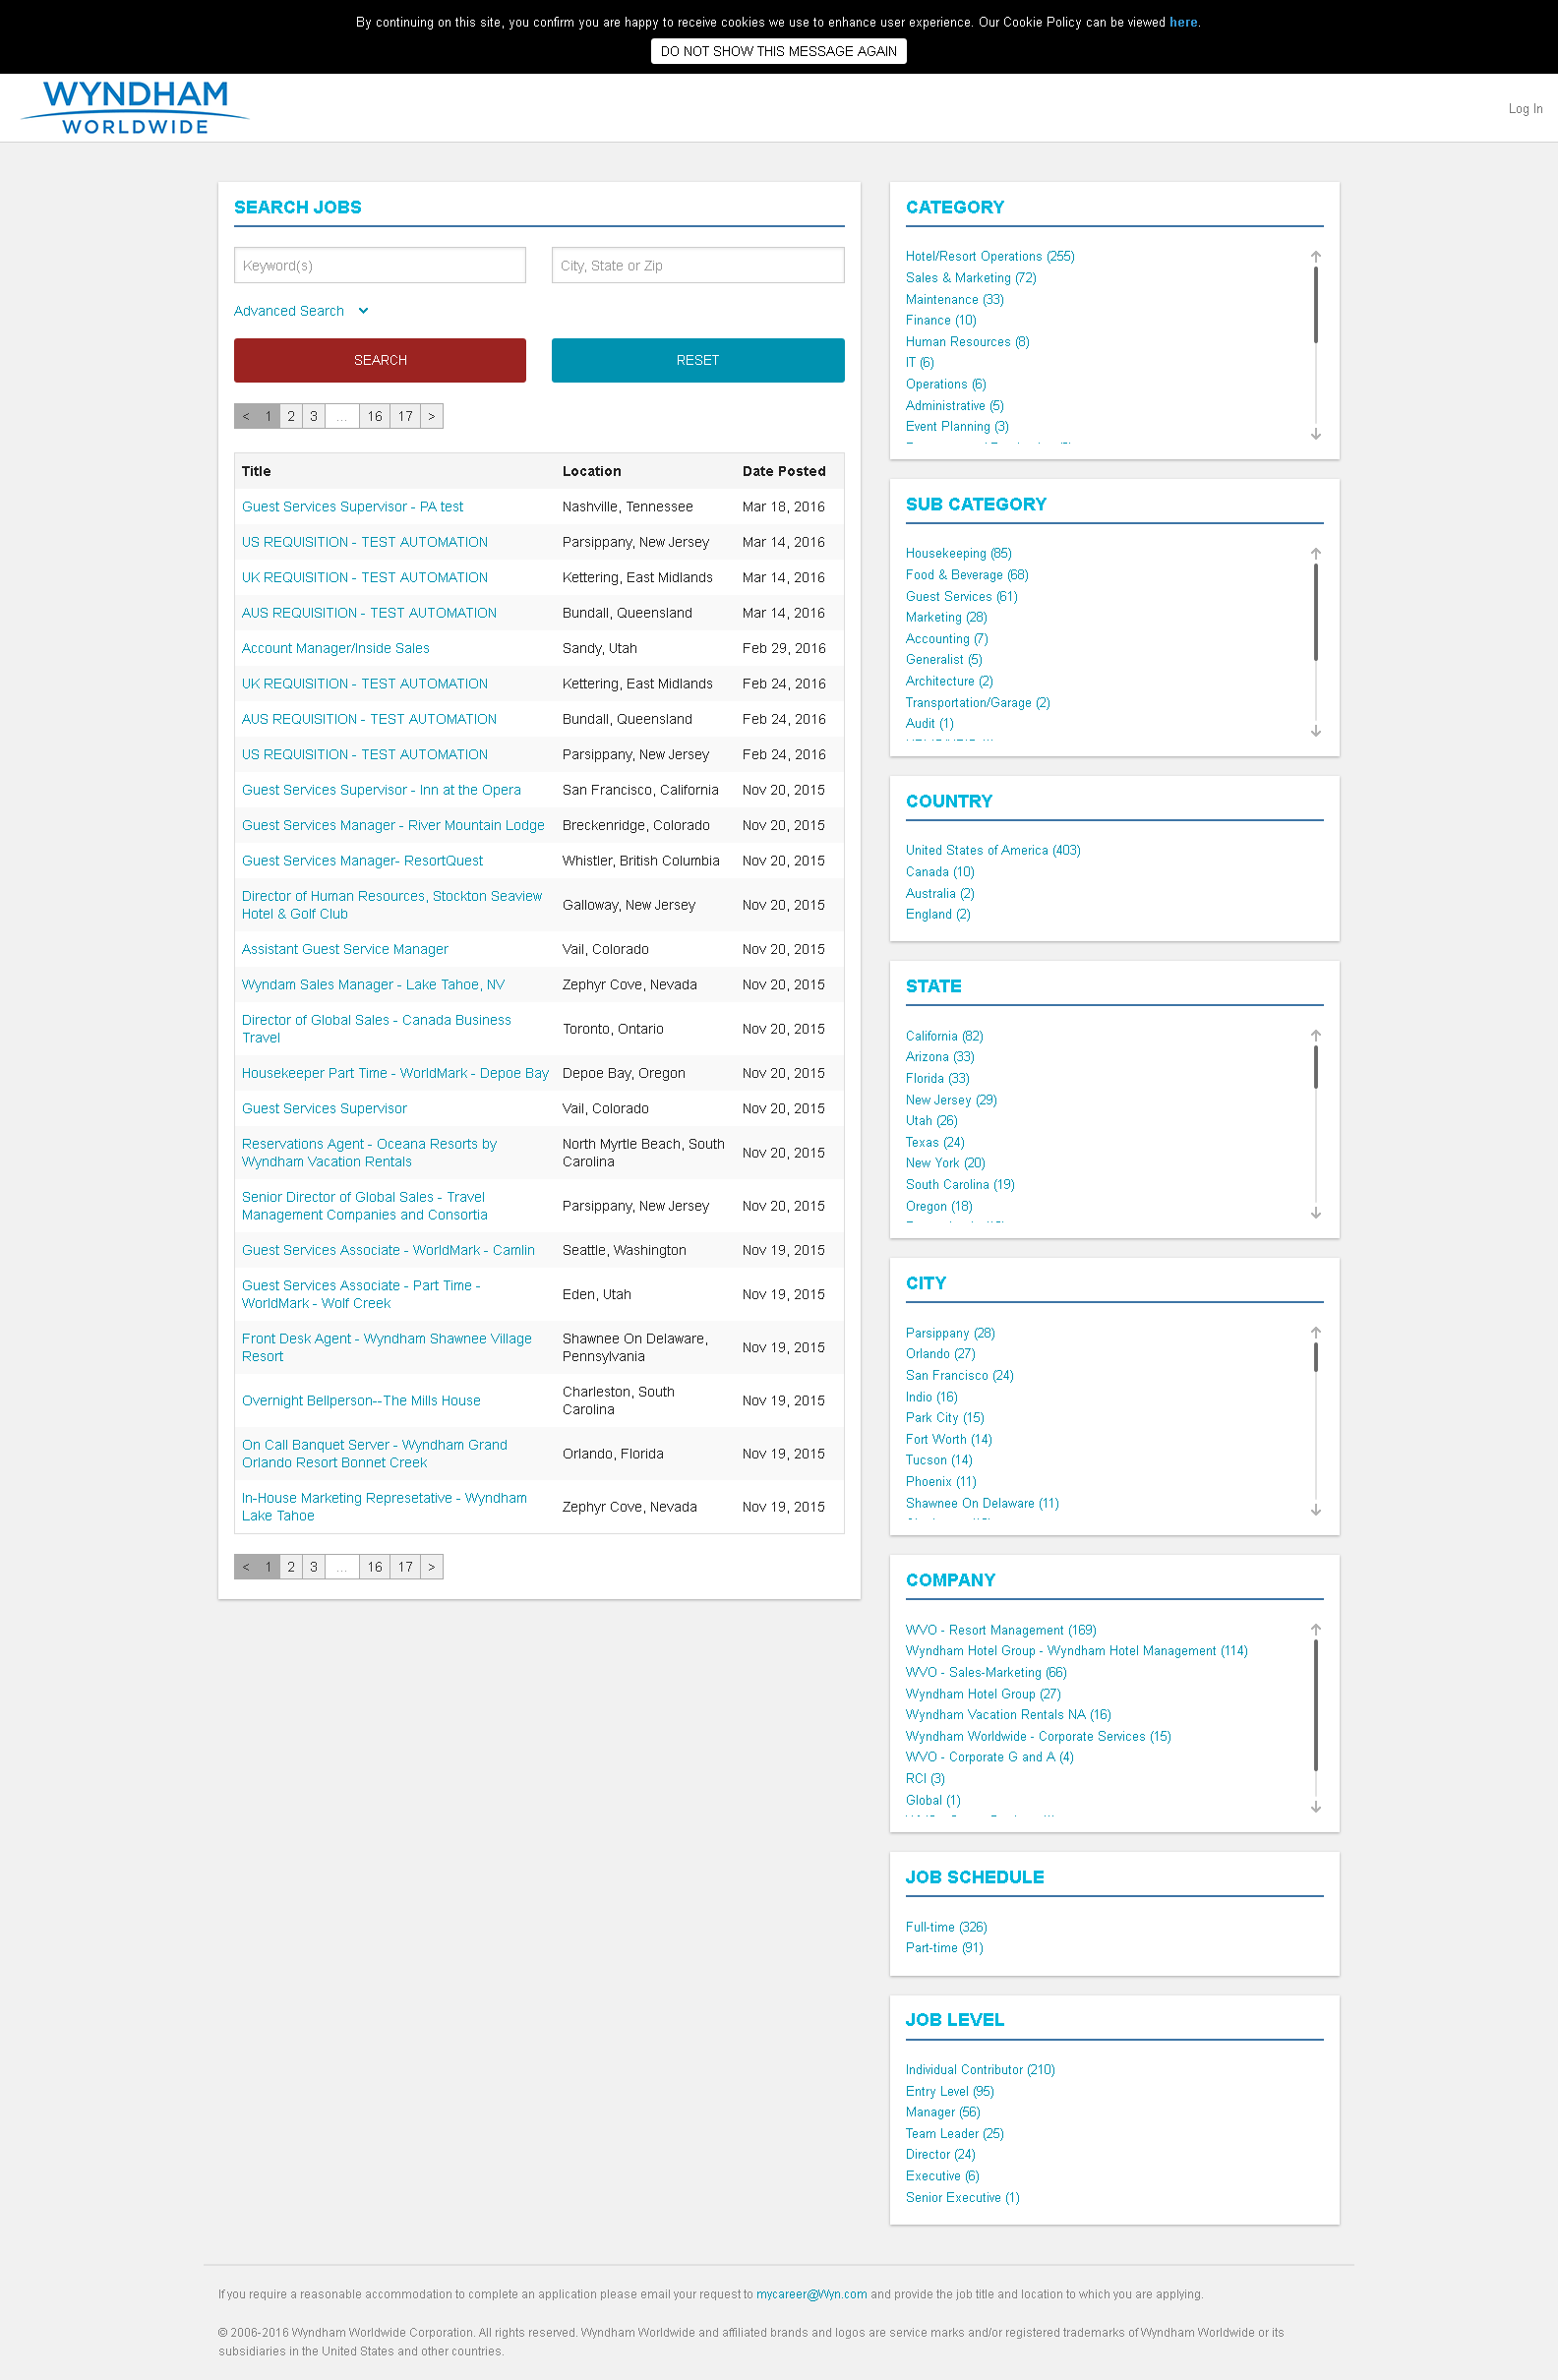 By continuing on this site, you confirm you are happy to receive cookies we use to enhance user experience. Our Cookie Policy can be viewed here.
DO NOT SHOW THIS MESSAGE AGAIN
WYNDHAM
WORLDWIDE
Log In
SEARCH JOBS
Keyword(s)
City, State or Zip
Advanced Search
SEARCH
RESET
< 1 2 3 ... 16 17 >
Title Location Date Posted
Guest Services Supervisor - PA test Nashville, Tennessee Mar 18, 2016
US REQUISITION - TEST AUTOMATION Parsippany, New Jersey Mar 14, 2016
UK REQUISITION - TEST AUTOMATION Kettering, East Midlands Mar 14, 2016
AUS REQUISITION - TEST AUTOMATION Bundall, Queensland Mar 14, 2016
Account Manager/Inside Sales Sandy, Utah Feb 29, 2016
UK REQUISITION - TEST AUTOMATION Kettering, East Midlands Feb 24, 2016
AUS REQUISITION - TEST AUTOMATION Bundall, Queensland Feb 24, 2016
US REQUISITION - TEST AUTOMATION Parsippany, New Jersey Feb 24, 2016
Guest Services Supervisor - Inn at the Opera San Francisco, California Nov 20, 2015
Guest Services Manager - River Mountain Lodge Breckenridge, Colorado Nov 20, 2015
Guest Services Manager- ResortQuest Whistler, British Columbia Nov 20, 2015
Director of Human Resources, Stockton Seaview
Hotel & Golf Club Galloway, New Jersey Nov 20, 2015
Assistant Guest Service Manager Vail, Colorado Nov 20, 2015
Wyndam Sales Manager - Lake Tahoe, NV Zephyr Cove, Nevada Nov 20, 2015
Director of Global Sales - Canada Business
Travel Toronto, Ontario Nov 20, 2015
Housekeeper Part Time - WorldMark - Depoe Bay Depoe Bay, Oregon Nov 20, 2015
Guest Services Supervisor Vail, Colorado Nov 20, 2015
Reservations Agent - Oceana Resorts by
Wyndham Vacation Rentals North Myrtle Beach, South
Carolina Nov 20, 2015
Senior Director of Global Sales - Travel
Management Companies and Consortia Parsippany, New Jersey Nov 20, 2015
Guest Services Associate - WorldMark - Camlin Seattle, Washington Nov 19, 2015
Guest Services Associate - Part Time -
WorldMark - Wolf Creek Eden, Utah Nov 19, 2015
Front Desk Agent - Wyndham Shawnee Village
Resort Shawnee On Delaware,
Pennsylvania Nov 19, 2015
Overnight Bellperson--The Mills House Charleston, South
Carolina Nov 19, 2015
On Call Banquet Server - Wyndham Grand
Orlando Resort Bonnet Creek Orlando, Florida Nov 19, 2015
In-House Marketing Represetative - Wyndham
Lake Tahoe Zephyr Cove, Nevada Nov 19, 2015
< 1 2 3 ... 16 17 >
CATEGORY
Hotel/Resort Operations (255)
Sales & Marketing (72)
Maintenance (33)
Finance (10)
Human Resources (8)
IT (6)
Operations (6)
Administrative (5)
Event Planning (3)
SUB CATEGORY
Housekeeping (85)
Food & Beverage (68)
Guest Services (61)
Marketing (28)
Accounting (7)
Generalist (5)
Architecture (2)
Transportation/Garage (2)
Audit (1)
COUNTRY
United States of America (403)
Canada (10)
Australia (2)
England (2)
STATE
California (82)
Arizona (33)
Florida (33)
New Jersey (29)
Utah (26)
Texas (24)
New York (20)
South Carolina (19)
Oregon (18)
CITY
Parsippany (28)
Orlando (27)
San Francisco (24)
Indio (16)
Park City (15)
Fort Worth (14)
Tucson (14)
Phoenix (11)
Shawnee On Delaware (11)
COMPANY
WVO - Resort Management (169)
Wyndham Hotel Group - Wyndham Hotel Management (114)
WVO - Sales-Marketing (66)
Wyndham Hotel Group (27)
Wyndham Vacation Rentals NA (16)
Wyndham Worldwide - Corporate Services (15)
WVO - Corporate G and A (4)
RCI (3)
Global (1)
JOB SCHEDULE
Full-time (326)
Part-time (91)
JOB LEVEL
Individual Contributor (210)
Entry Level (95)
Manager (56)
Team Leader (25)
Director (24)
Executive (6)
Senior Executive (1)
If you require a reasonable accommodation to complete an application please email your request to mycareer@Wyn.com and provide the job title and location to which you are applying.
© 2006-2016 Wyndham Worldwide Corporation. All rights reserved. Wyndham Worldwide and affiliated brands and logos are service marks and/or registered trademarks of Wyndham Worldwide or its
subsidiaries in the United States and other countries.